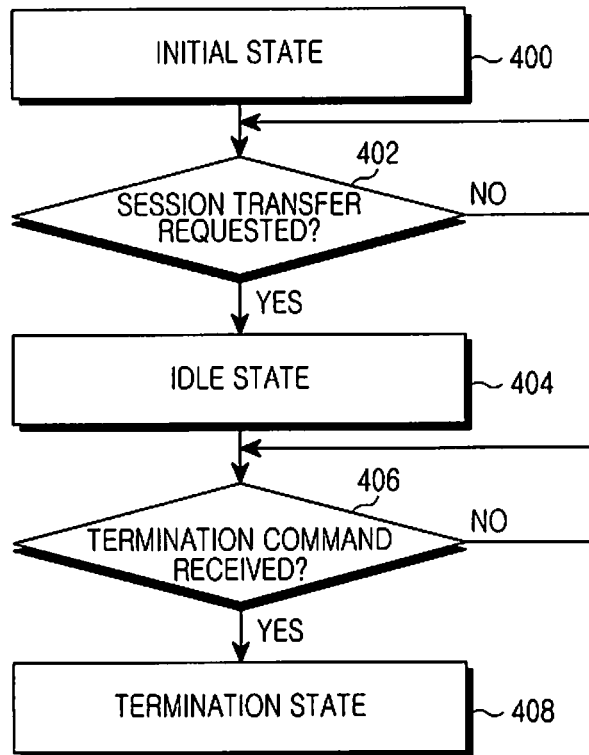 INITIAL STATE
400
402
SESSION TRANSFER
REQUESTED?
NO
YES
IDLE STATE
404
406
TERMINATION COMMAND
RECEIVED?
NO
YES
TERMINATION STATE
408